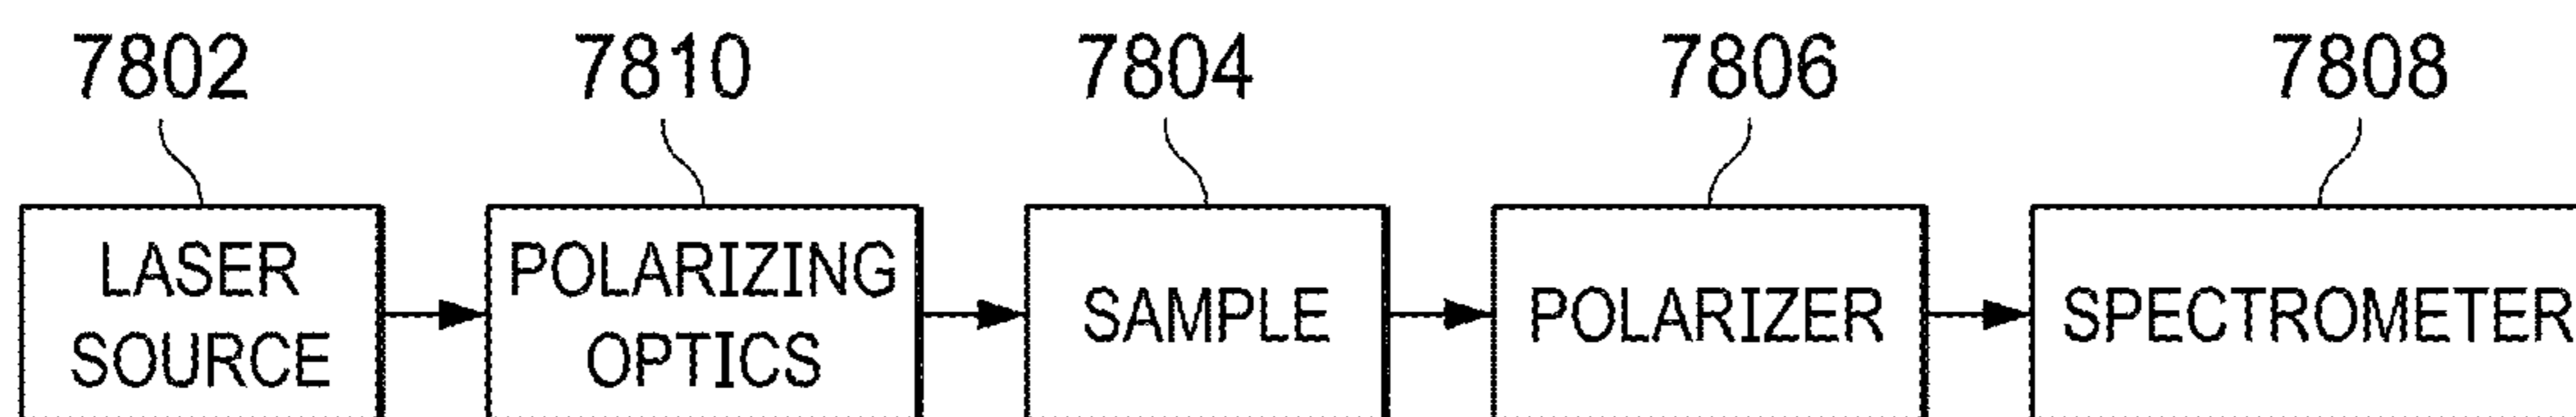 7802 7810 7804 7806 7808
LASER SOURCE
POLARIZING OPTICS
SAMPLE
POLARIZER
SPECTROMETER